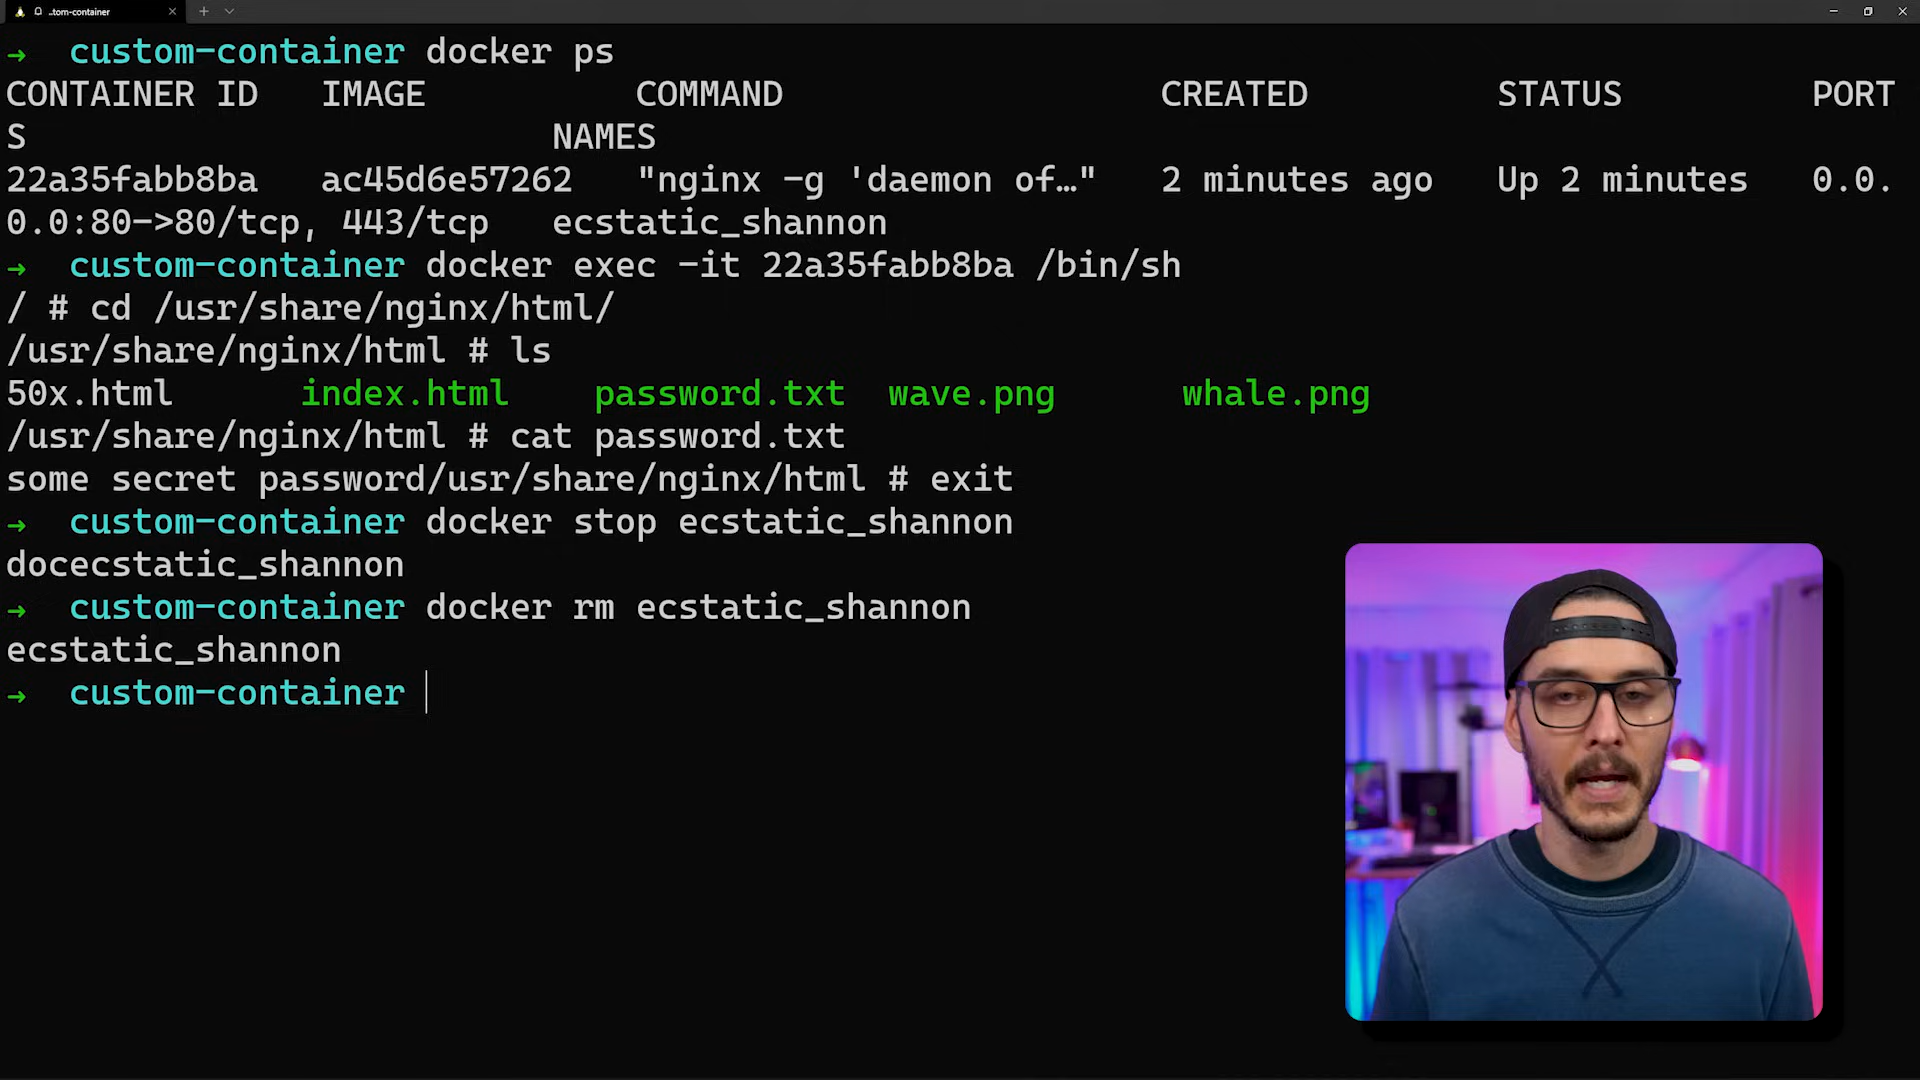 ..tom-container
→ custom-container docker ps
CONTAINER ID IMAGE COMMAND CREATED STATUS PORT
S NAMES
22a35fabb8ba ac45d6e57262 "nginx -g 'daemon of…" 2 minutes ago Up 2 minutes 0.0.
0.0:80->80/tcp, 443/tcp ecstatic_shannon
→ custom-container docker exec -it 22a35fabb8ba /bin/sh
/ # cd /usr/share/nginx/html/
/usr/share/nginx/html # ls
50x.html index.html password.txt wave.png whale.png
/usr/share/nginx/html # cat password.txt
some secret password/usr/share/nginx/html # exit
→ custom-container docker stop ecstatic_shannon
docecstatic_shannon
→ custom-container docker rm ecstatic_shannon
ecstatic_shannon
→ custom-container